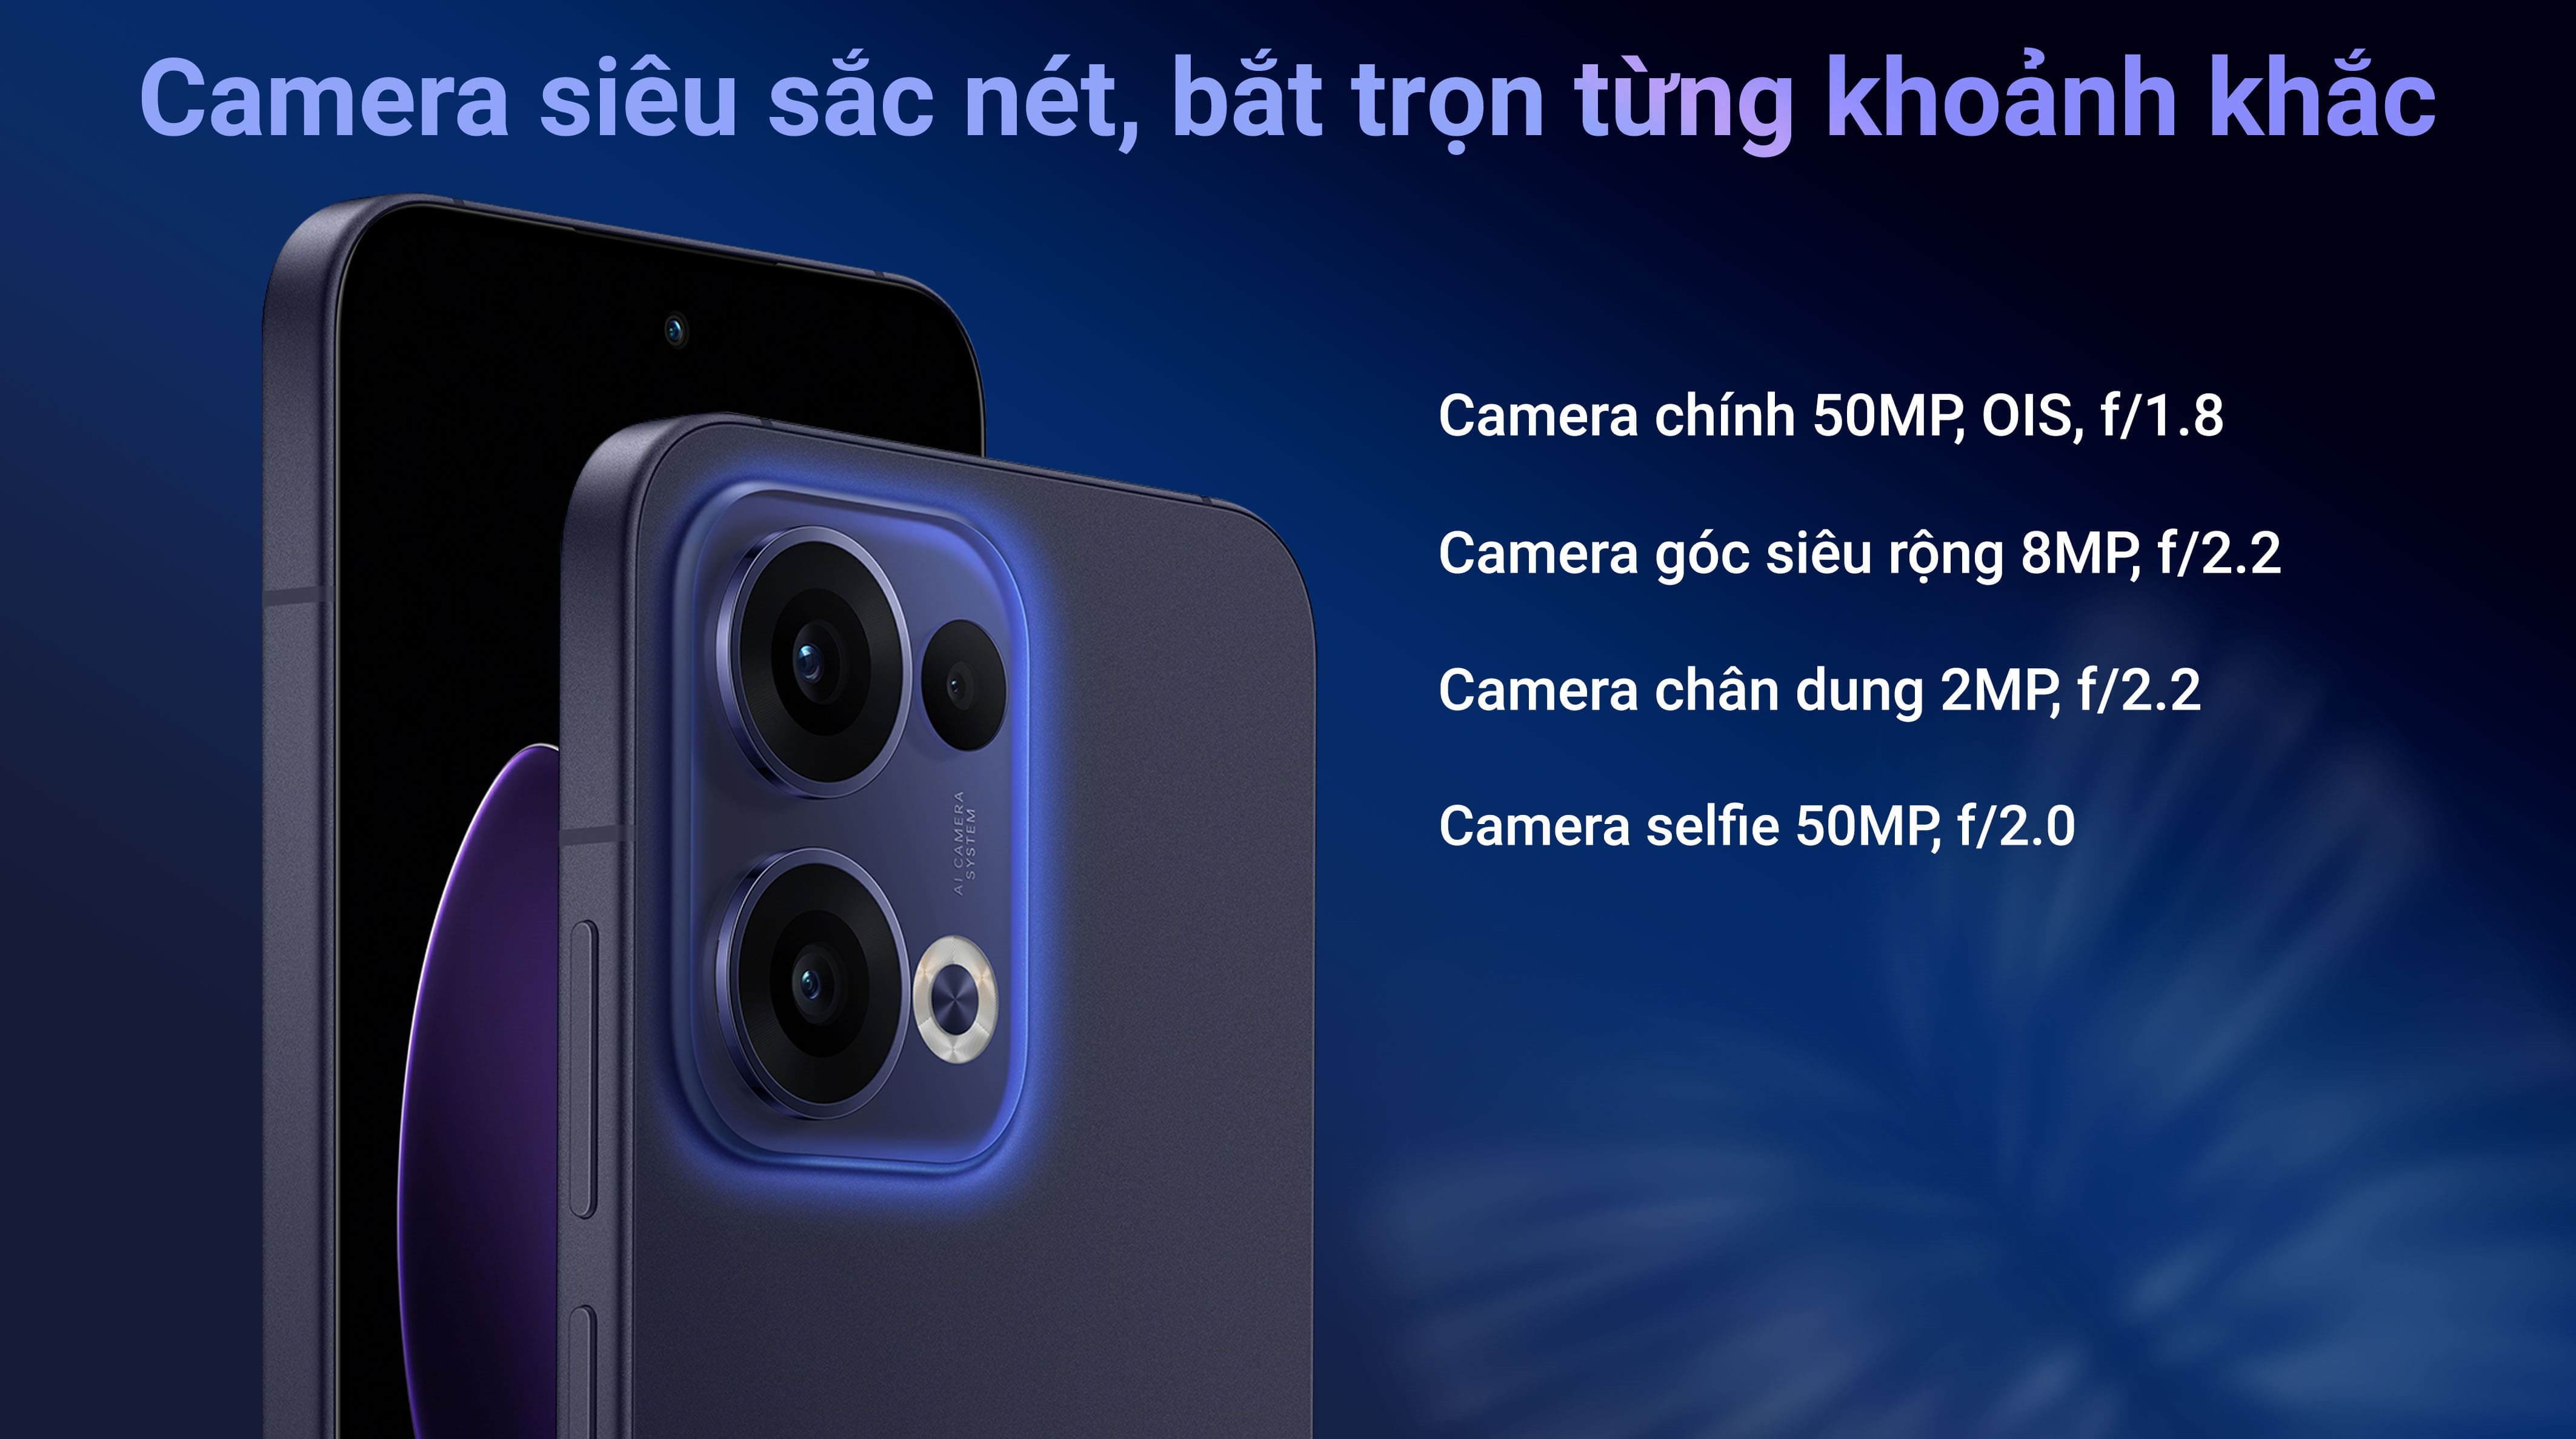 Camera siêu sắc nét, bắt trọn từng khoảnh khắc
Camera chính 50MP, OIS, f/1.8
Camera góc siêu rộng 8MP, f/2.2
Camera chân dung 2MP, f/2.2
Camera selfie 50MP, f/2.0
AI CAMERA
SYSTEM